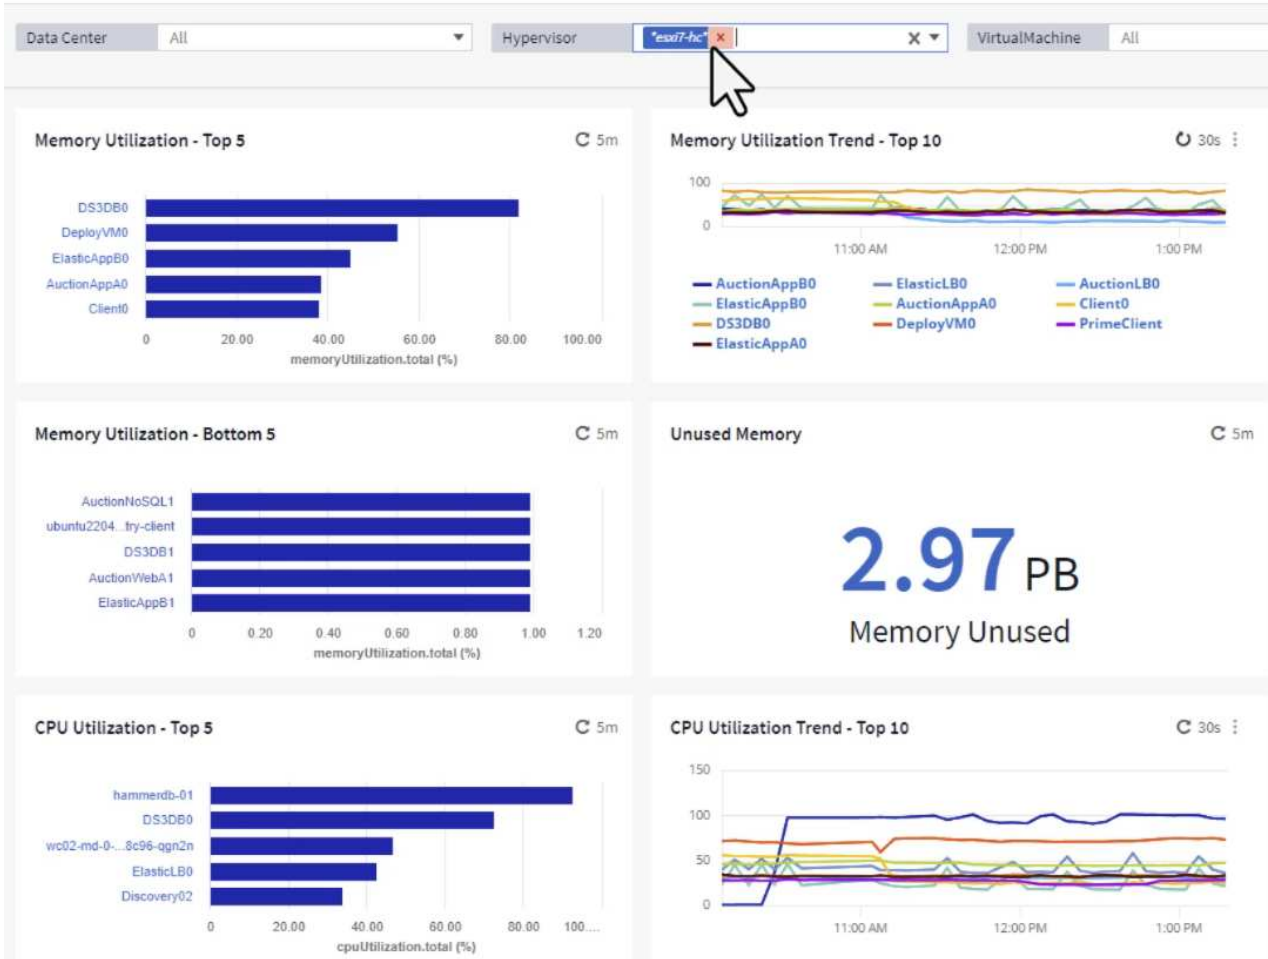 Data Center All Hypervisor *esxi7-hc* × VirtualMachine All
Memory Utilization - Top 5 5m
DS3DB0
DeployVM0
ElasticAppB0
AuctionAppA0
Client0
0 20.00 40.00 60.00 80.00 100.00
memoryUtilization.total (%)
Memory Utilization Trend - Top 10 30s
100
0
11:00 AM 12:00 PM 1:00 PM
AuctionAppB0 ElasticLB0 AuctionLB0
ElasticAppB0 AuctionAppA0 Client0
DS3DB0 DeployVM0 PrimeClient
ElasticAppA0
Memory Utilization - Bottom 5 5m
AuctionNoSQL1
ubuntu2204...try-client
DS3DB1
AuctionWebA1
ElasticAppB1
0 0.20 0.40 0.60 0.80 1.00 1.20
memoryUtilization.total (%)
Unused Memory 5m
2.97 PB
Memory Unused
CPU Utilization - Top 5 5m
hammerdb-01
DS3DB0
wc02-md-0-...8c96-qgn2n
ElasticLB0
Discovery02
0 20.00 40.00 60.00 80.00 100....
cpuUtilization.total (%)
CPU Utilization Trend - Top 10 30s
150
100
50
0
11:00 AM 12:00 PM 1:00 PM